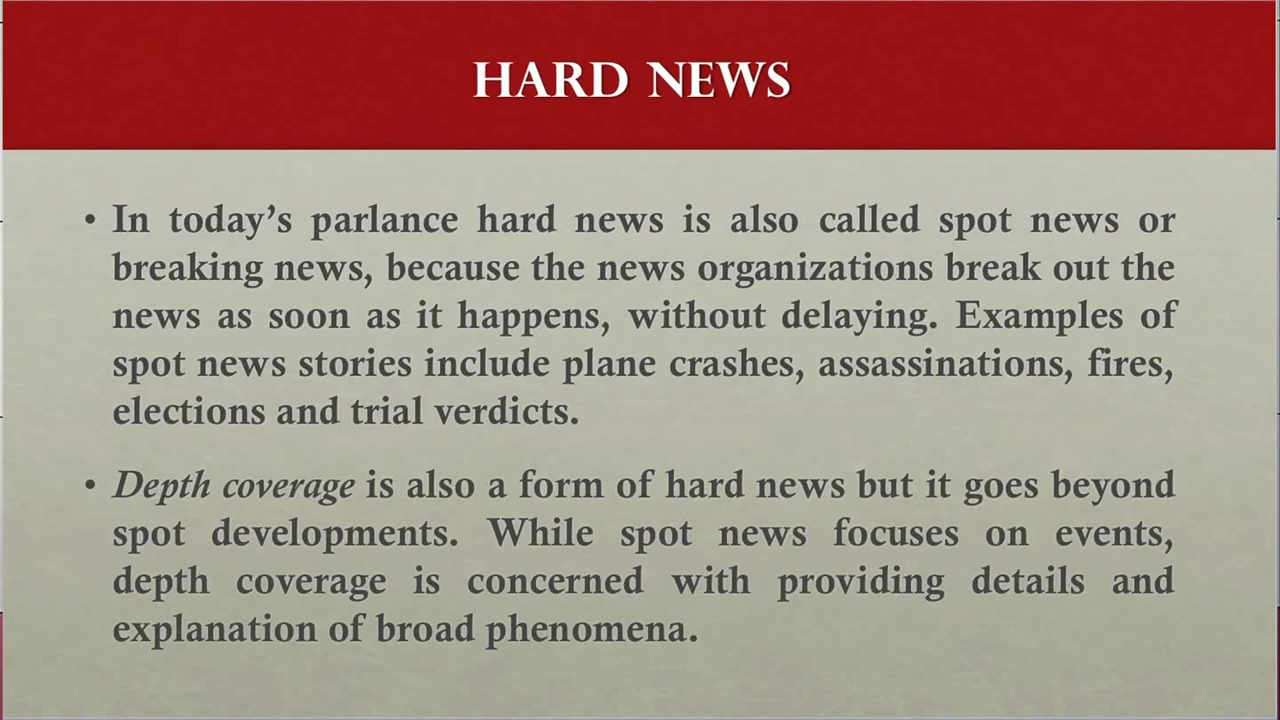 HARD NEWS
• In today’s parlance hard news is also called spot news or
breaking news, because the news organizations break out the
news as soon as it happens, without delaying. Examples of
spot news stories include plane crashes, assassinations, fires,
elections and trial verdicts.
• Depth coverage is also a form of hard news but it goes beyond
spot developments. While spot news focuses on events,
depth coverage is concerned with providing details and
explanation of broad phenomena.